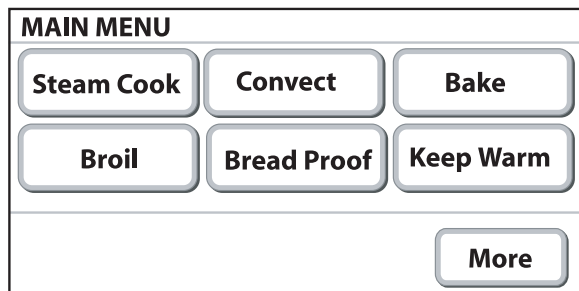 MAIN MENU
Steam Cook Convect Bake
Broil Bread Proof Keep Warm
More